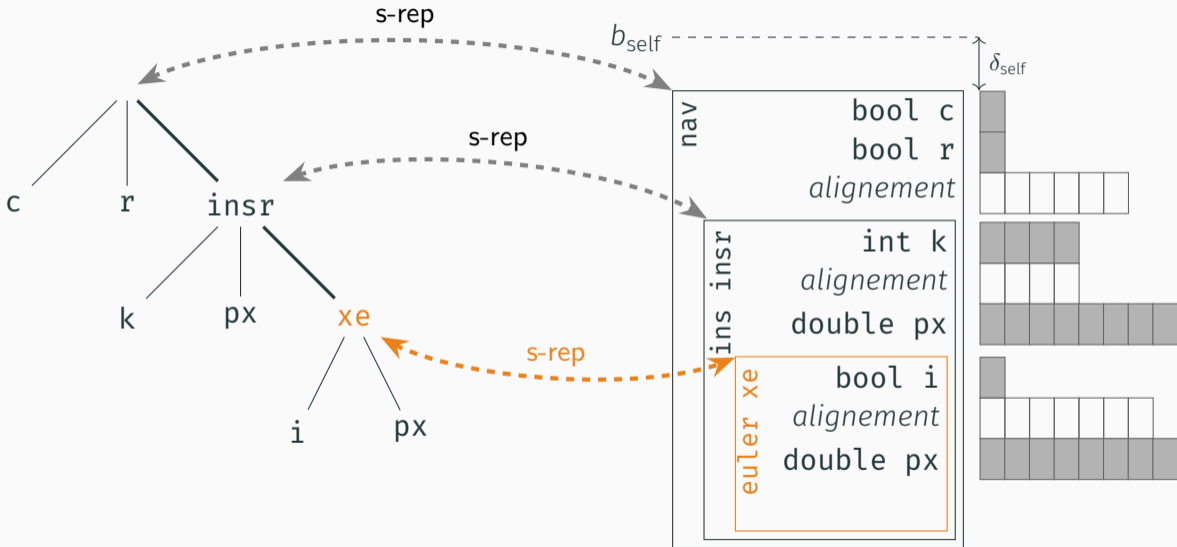 s-rep
b_self
δ_self
nav
bool c
bool r
alignement
s-rep
c
r
insr
ins insr
int k
alignement
double px
k
px
xe
s-rep
euler xe
bool i
alignement
double px
i
px